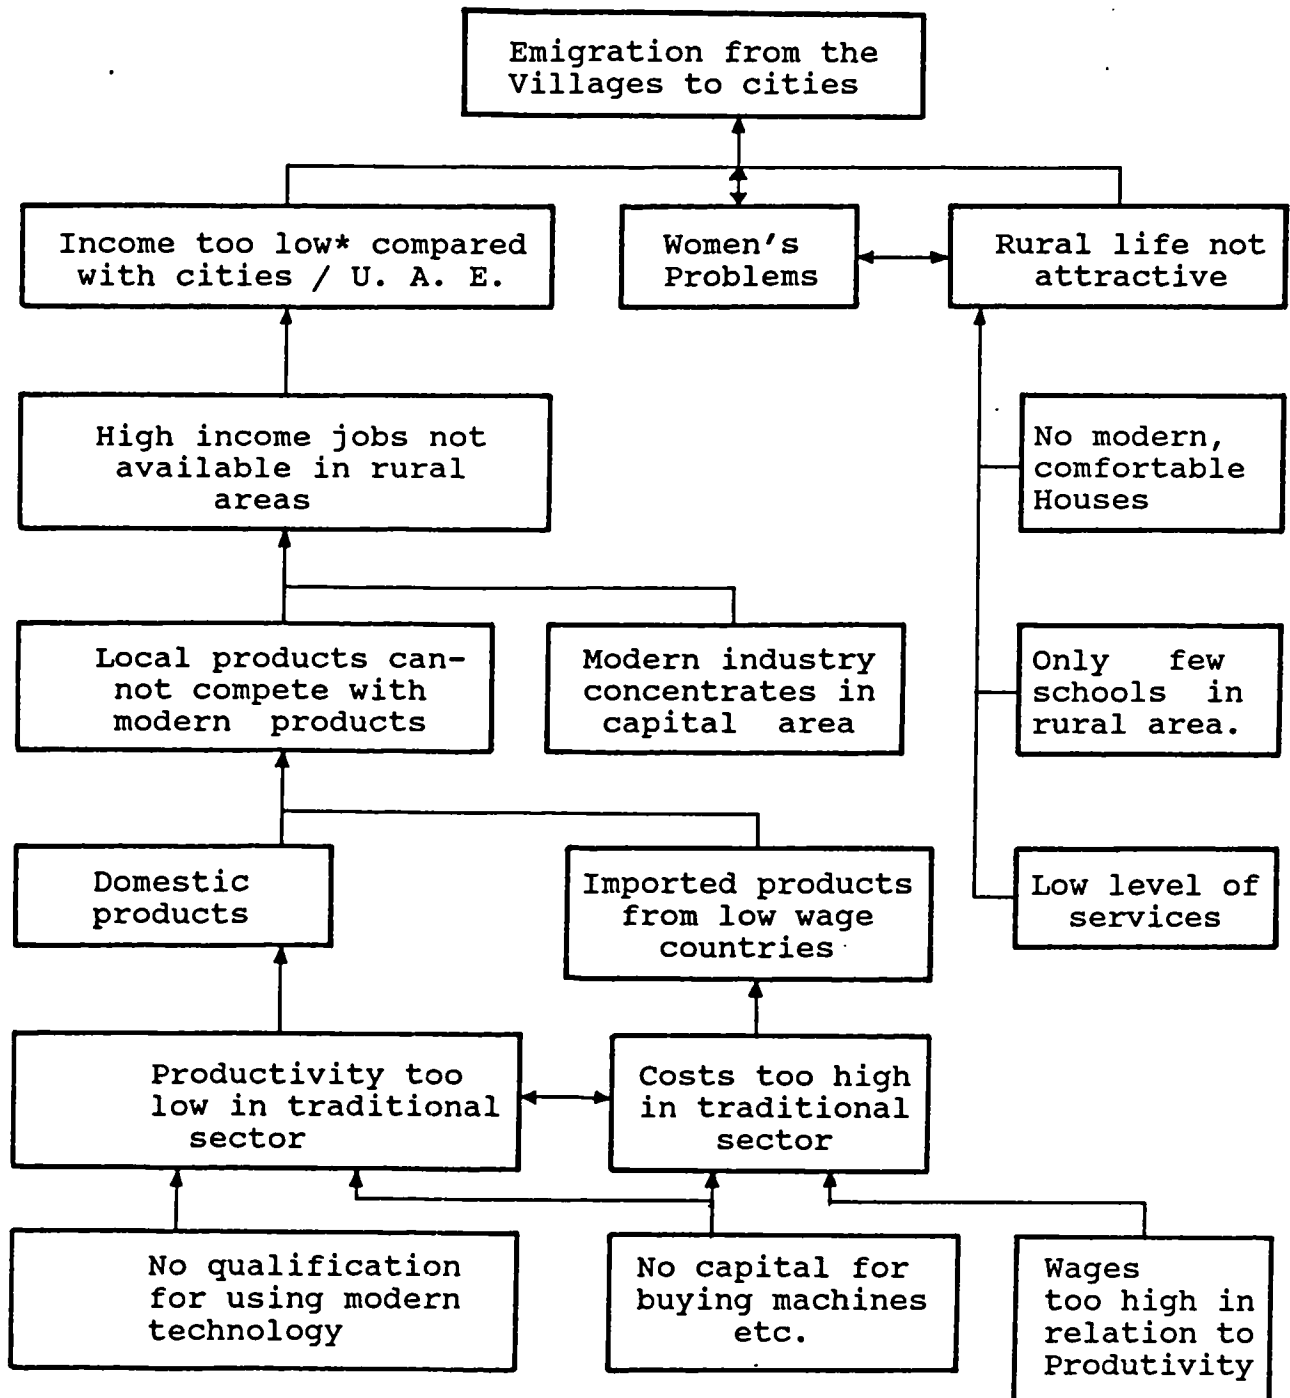 Emigration from the
Villages to cities
Income too low* compared
with cities / U. A. E.
Women's
Problems
Rural life not
attractive
High income jobs not
available in rural
areas
No modern,
comfortable
Houses
Local products can-
not compete with
modern products
Modern industry
concentrates in
capital area
Only few
schools in
rural area.
Domestic
products
Imported products
from low wage
countries
Low level of
services
Productivity too
low in traditional
sector
Costs too high
in traditional
sector
No qualification
for using modern
technology
No capital for
buying machines
etc.
Wages
too high in
relation to
Produtivity